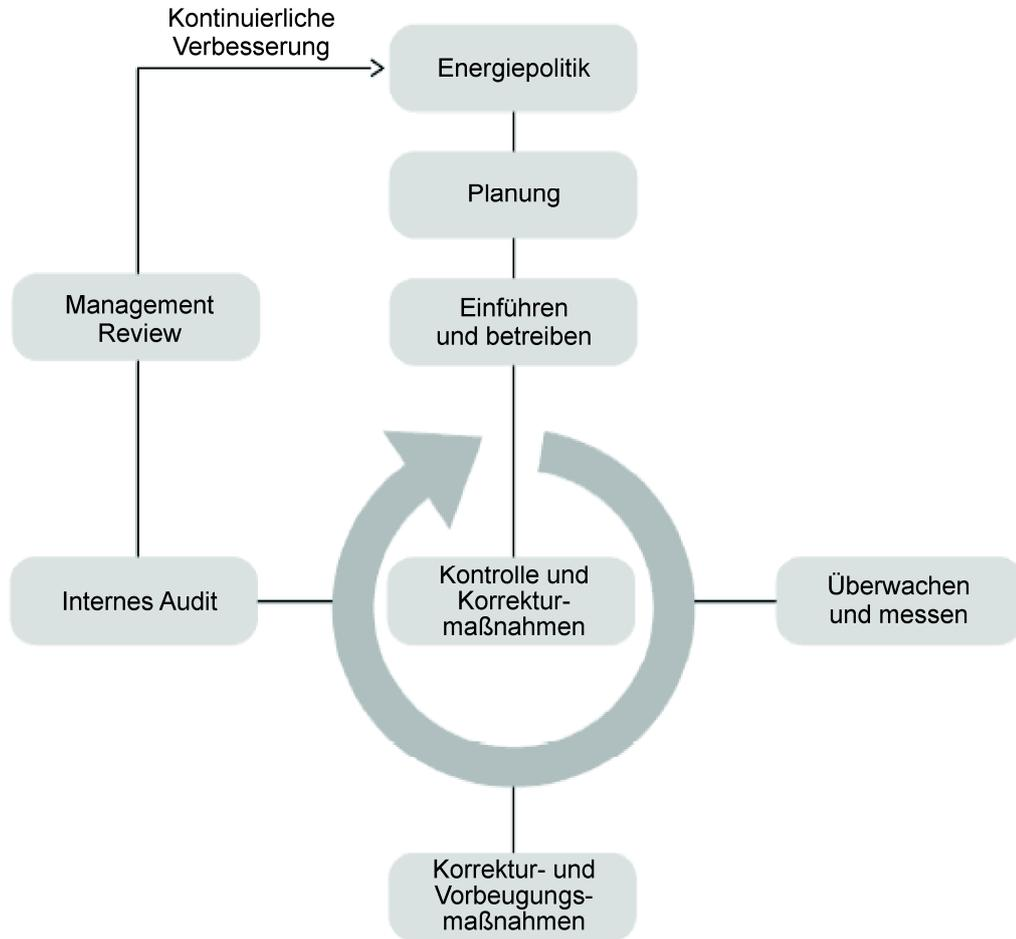 Kontinuierliche
Verbesserung
Energiepolitik
Planung
Management
Review
Einführen
und betreiben
Internes Audit
Kontrolle und
Korrektur-
maßnahmen
Überwachen
und messen
Korrektur- und
Vorbeugungs-
maßnahmen